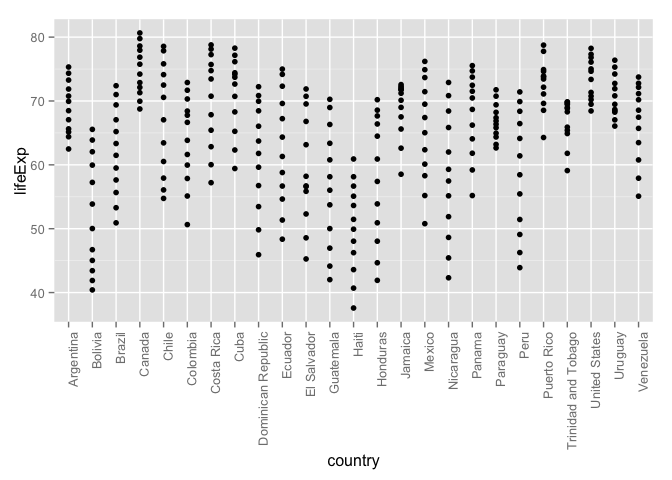 80
70
60
50
40
lifeExp
Argentina
Bolivia
Brazil
Canada
Chile
Colombia
Costa Rica
Cuba
Dominican Republic
Ecuador
El Salvador
Guatemala
Haiti
Honduras
Jamaica
Mexico
Nicaragua
Panama
Paraguay
Peru
Puerto Rico
Trinidad and Tobago
United States
Uruguay
Venezuela
country